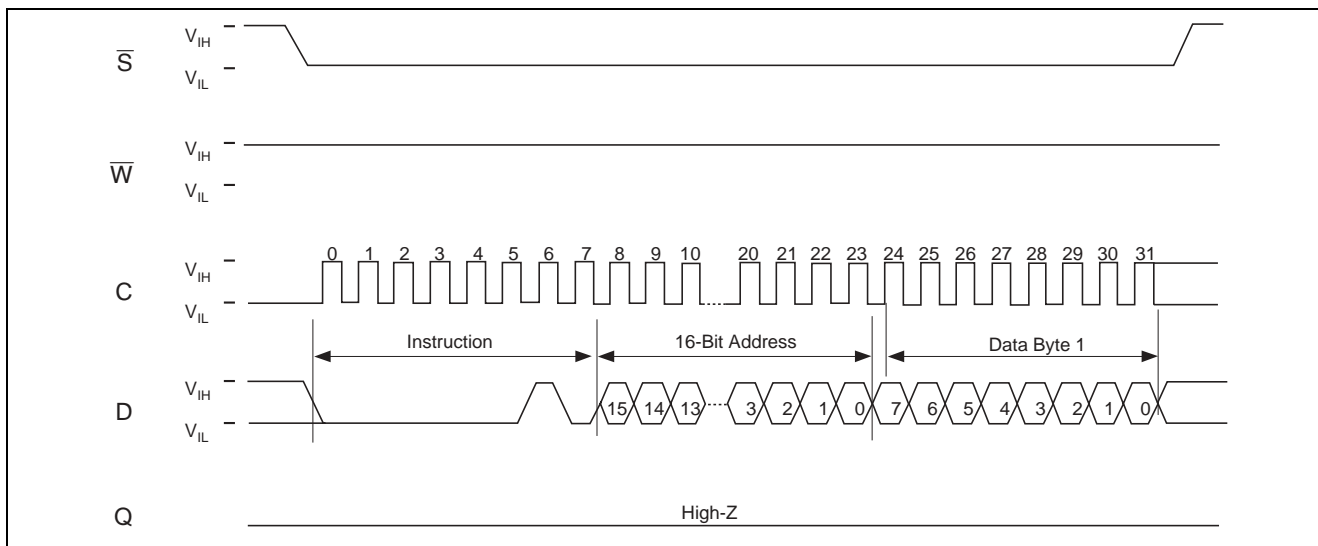 S̅
V_IH
V_IL
W̅
V_IH
V_IL
C
V_IH
V_IL
0 1 2 3 4 5 6 7 8 9 10 20 21 22 23 24 25 26 27 28 29 30 31
Instruction
16-Bit Address
Data Byte 1
D
V_IH
V_IL
15 14 13 3 2 1 0 7 6 5 4 3 2 1 0
Q
High-Z